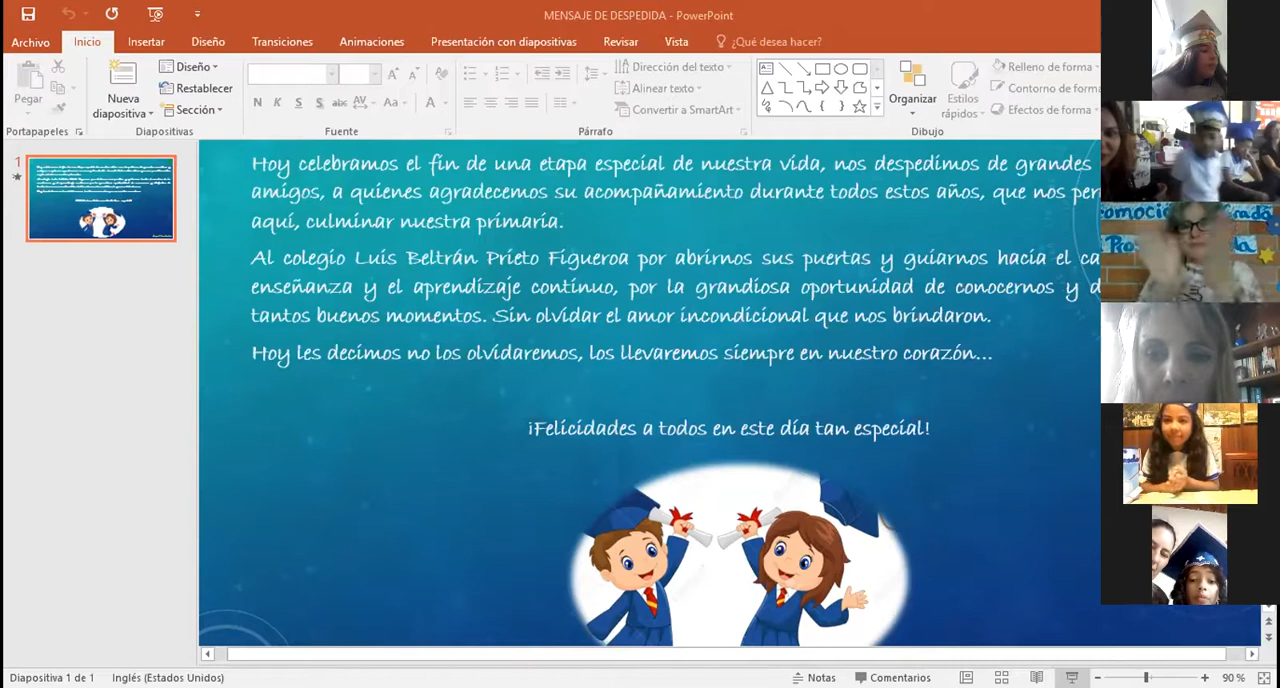 MENSAJE DE DESPEDIDA - PowerPoint
Archivo Inicio Insertar Diseño Transiciones Animaciones Presentación con diapositivas Revisar Vista ¿Qué desea hacer?
Pegar
Nueva diapositiva
Diseño
Restablecer
Sección
N K S S abc AV Aa A
Dirección del texto
Alinear texto
Convertir a SmartArt
Organizar
Estilos rápidos
Relleno de forma
Contorno de forma
Efectos de forma
Portapapeles Diapositivas Fuente Párrafo Dibujo
1
Hoy celebramos el fin de una etapa especial de nuestra vida, nos despedimos de grandes
amigos, a quienes agradecemos su acompañamiento durante todos estos años, que nos per
aquí, culminar nuestra primaria.
Al colegio Luis Beltrán Prieto Figueroa por abrirnos sus puertas y guiarnos hacia el ca
enseñanza y el aprendizaje continuo, por la grandiosa oportunidad de conocernos y d
tantos buenos momentos. Sin olvidar el amor incondicional que nos brindaron.
Hoy les decimos no los olvidaremos, los llevaremos siempre en nuestro corazón...
¡Felicidades a todos en este día tan especial!
Diapositiva 1 de 1 Inglés (Estados Unidos) Notas Comentarios 90 %